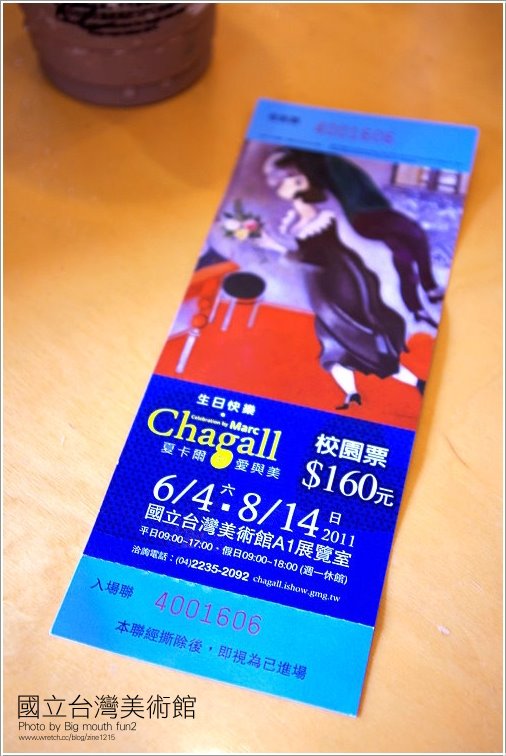 4001606
生日快樂
Celebration by Marc
Chagall
夏卡爾 愛與美
校園票
$160元
6/4六 - 8/14日 2011
國立台灣美術館A1展覽室
平日09:00~17:00、假日09:00~18:00 (週一休館)
洽詢電話：(04)2235-2092 chagall.ishow.gmg.tw
入場聯 4001606
本聯經撕除後，即視為已進場
國立台灣美術館
Photo by Big mouth fun2
www.wretch.cc/blog/zine1215